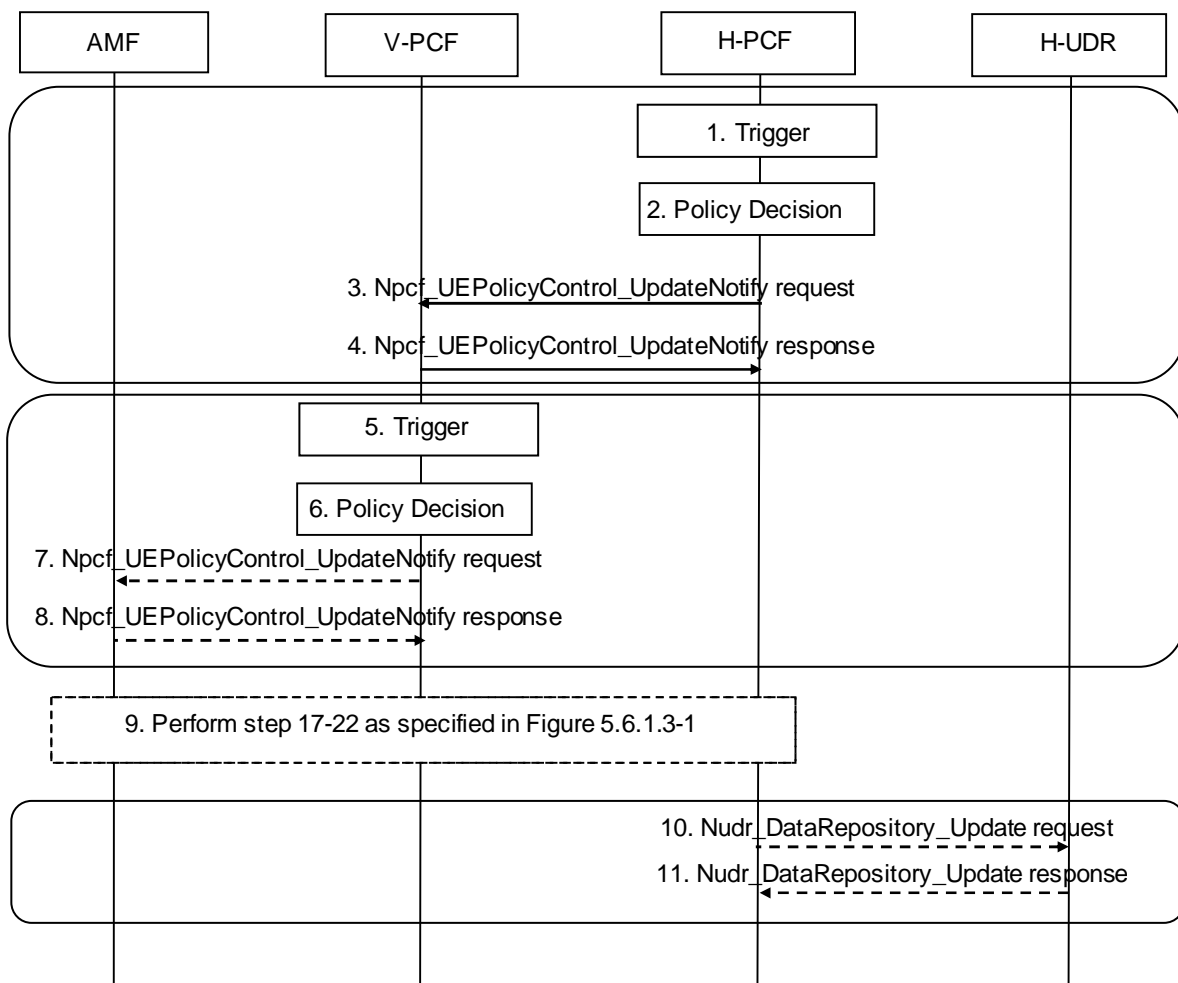 AMF
V-PCF
H-PCF
H-UDR
1. Trigger
2. Policy Decision
3. Npcf_UEPolicyControl_UpdateNotify request
4. Npcf_UEPolicyControl_UpdateNotify response
5. Trigger
6. Policy Decision
7. Npcf_UEPolicyControl_UpdateNotify request
8. Npcf_UEPolicyControl_UpdateNotify response
9. Perform step 17-22 as specified in Figure 5.6.1.3-1
10. Nudr_DataRepository_Update request
11. Nudr_DataRepository_Update response